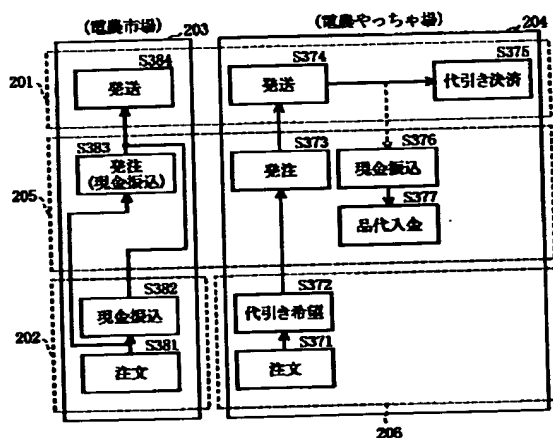 (電農市場)
203
(電農やっちゃ場)
204
S384
発送
S374
発送
S375
代引き決済
201
S383
発注
(現金振込)
S373
発注
S376
現金振込
S377
品代入金
205
S382
現金振込
S372
代引き希望
202
S381
注文
S371
注文
206